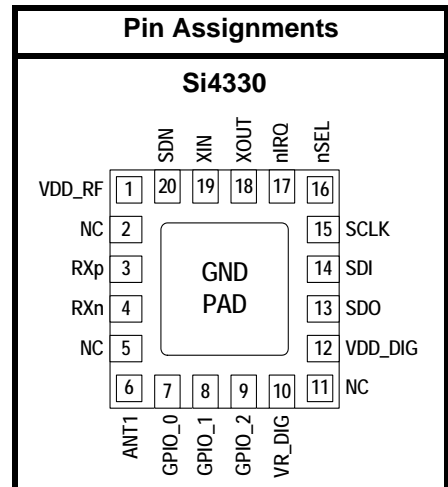 Pin Assignments
Si4330
SDN XIN XOUT nIRQ nSEL
20 19 18 17 16
VDD_RF 1
NC 2
RXp 3
RXn 4
NC 5
6
15 SCLK
14 SDI
13 SDO
12 VDD_DIG
11 NC
GND
PAD
7 8 9 10
ANT1 GPIO_0 GPIO_1 GPIO_2 VR_DIG